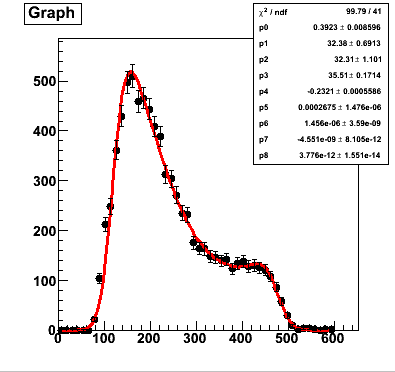 Graph
χ² / ndf 99.79 / 41
p0 0.3923 ± 0.008596
p1 32.38 ± 0.6913
p2 32.31 ± 1.101
p3 35.51 ± 0.1714
p4 -0.2321 ± 0.0005586
p5 0.0002675 ± 1.476e-06
p6 1.456e-06 ± 3.59e-09
p7 -4.551e-09 ± 8.105e-12
p8 3.776e-12 ± 1.551e-14
500
400
300
200
100
0
0 100 200 300 400 500 600